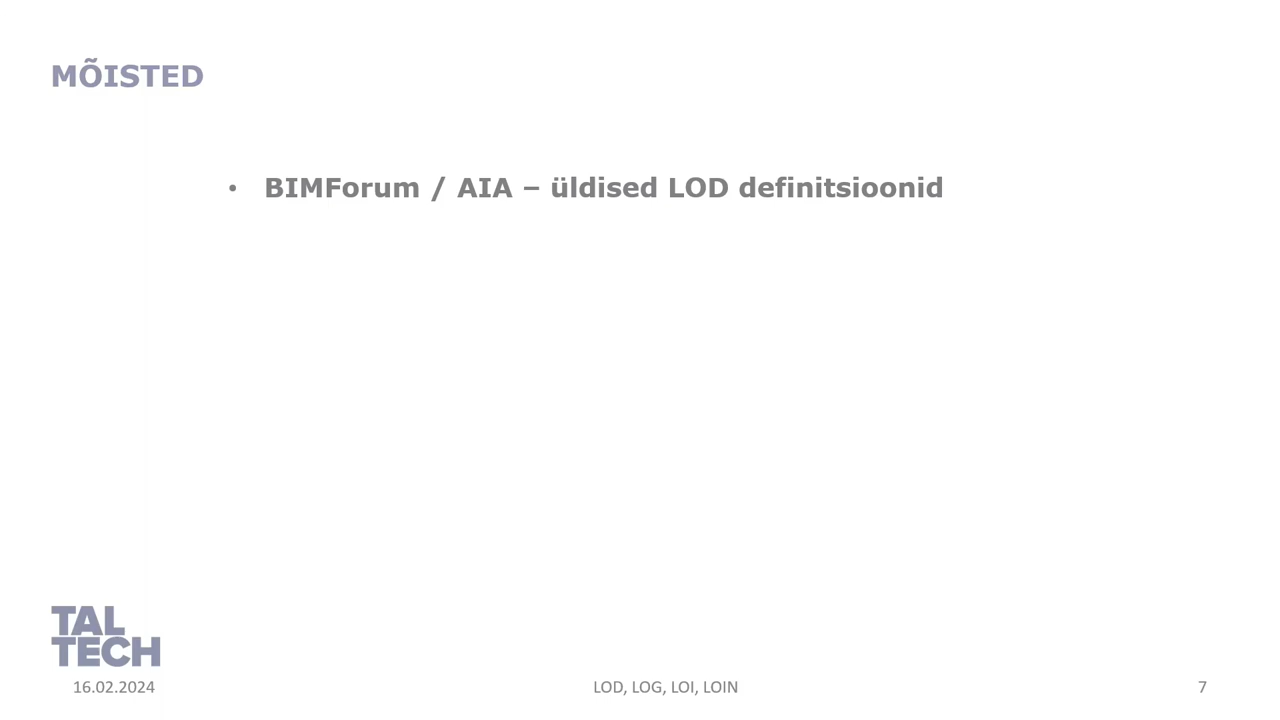 MÕISTED
• BIMForum / AIA – üldised LOD definitsioonid
TAL
TECH
16.02.2024
LOD, LOG, LOI, LOIN
7